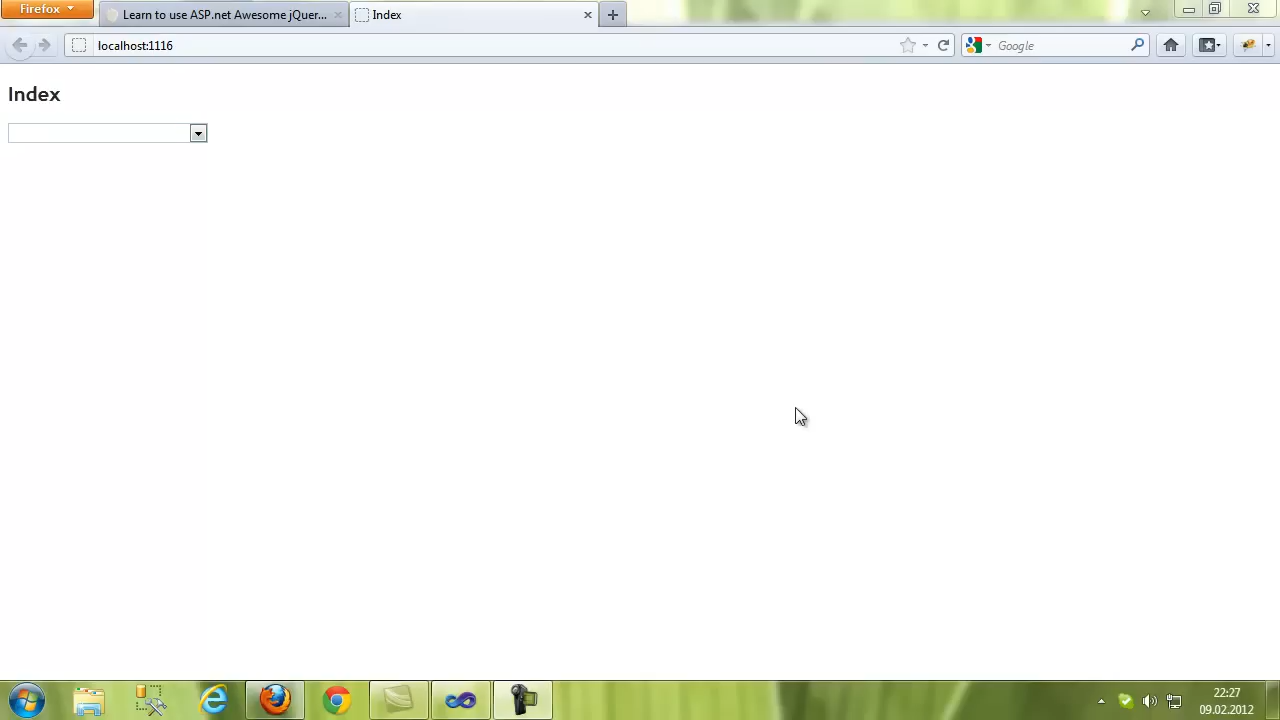 Firefox
Learn to use ASP.net Awesome jQuer...
Index
localhost:1116
Google
Index
22:27
09.02.2012